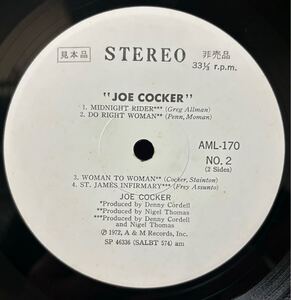 見本品 STEREO 非売品
33⅓ r.p.m.
"JOE COCKER"
1. MIDNIGHT RIDER*** (Greg Allman)
2. DO RIGHT WOMAN** (Penn, Moman)
AML-170
NO. 2
(2 Sides)
3. WOMAN TO WOMAN** (Cocker, Stainton)
4. ST. JAMES INFIRMARY** (Frey Assunto)
JOE COCKER
*Produced by Denny Cordell
**Produced by Denny Cordell
and Nigel Thomas
***Produced by Denny Cordell
and Nigel Thomas
℗ 1972, A & M Records, Inc.
SP 46336 (SALBT 574) am